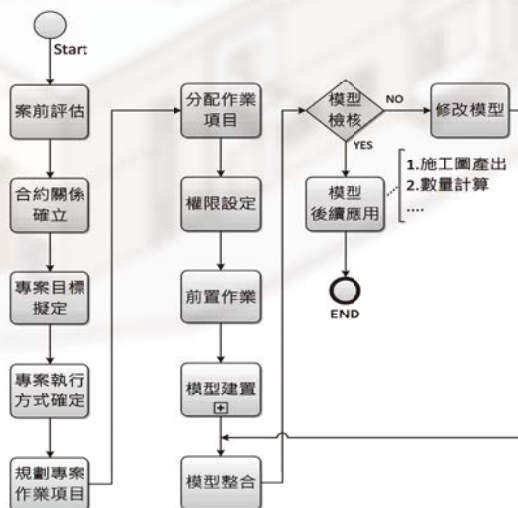 Start
案前評估
合約關係
確立
專案目標
擬定
專案執行
方式確定
規劃專案
作業項目
分配作業
項目
權限設定
前置作業
模型建置
模型整合
模型
檢核
NO
修改模型
YES
模型
後續應用
1.施工圖產出
2.數量計算
....
END